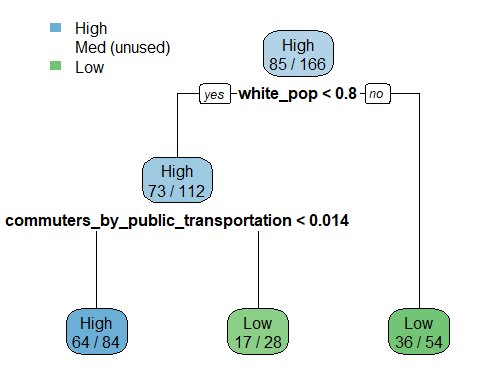 High
Med (unused)
Low
High
85 / 166
yes
white_pop < 0.8
no
High
73 / 112
commuters_by_public_transportation < 0.014
High
64 / 84
Low
17 / 28
Low
36 / 54